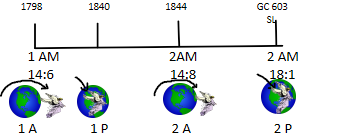 1798 1840 1844 GC 603
SL
1 AM 2AM 2 AM
14:6 14:8 18:1
1 A 1 P 2 A 2 P